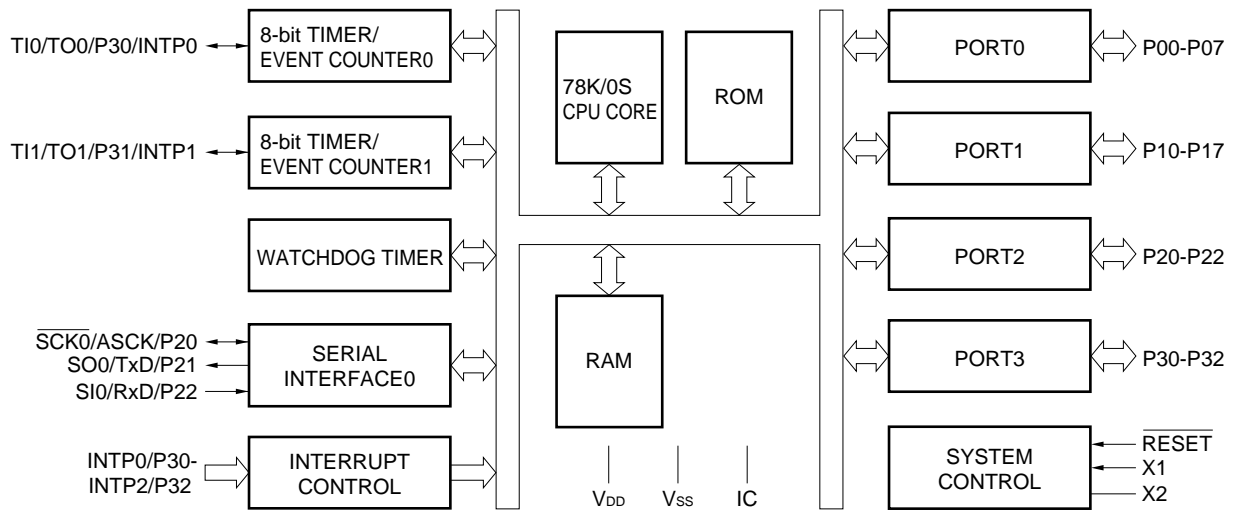 TI0/TO0/P30/INTP0
8-bit TIMER/
EVENT COUNTER0
TI1/TO1/P31/INTP1
8-bit TIMER/
EVENT COUNTER1
WATCHDOG TIMER
SCK0/ASCK/P20
SO0/TxD/P21
SI0/RxD/P22
SERIAL
INTERFACE0
INTP0/P30-
INTP2/P32
INTERRUPT
CONTROL
78K/0S
CPU CORE
ROM
RAM
VDD
VSS
IC
PORT0
P00-P07
PORT1
P10-P17
PORT2
P20-P22
PORT3
P30-P32
SYSTEM
CONTROL
RESET
X1
X2